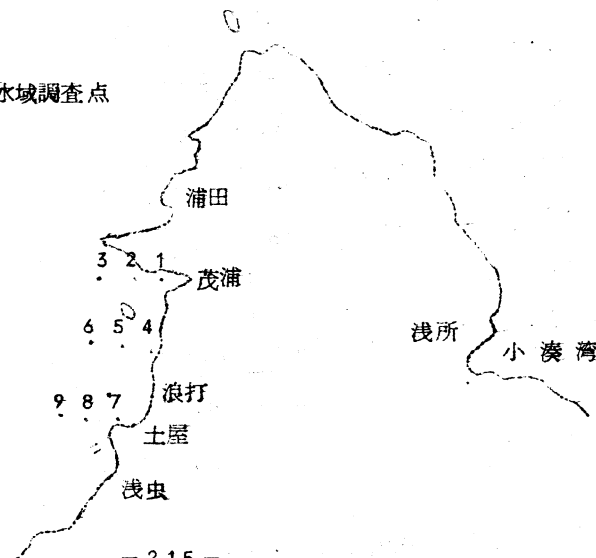 水域調査点
浦田
3 2 1
茂浦
6 5 4
浅所
小湊湾
浪打
9 8 7
土屋
浅虫
— 215 —